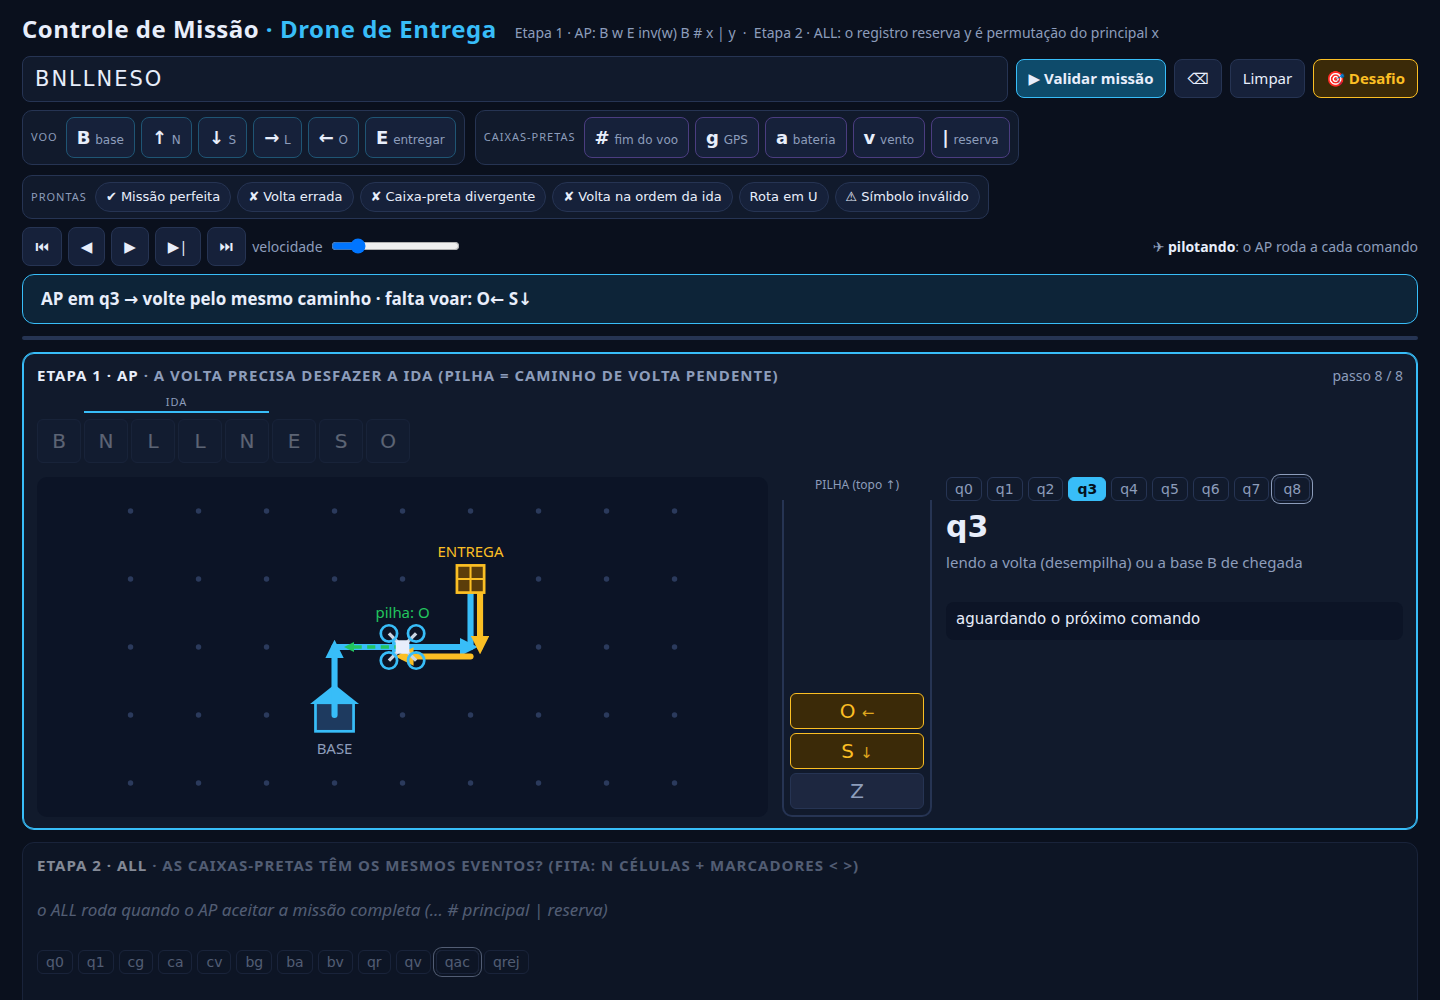 Controle de Missão · Drone de Entrega Etapa 1 · AP: B w E inv(w) B # x | y · Etapa 2 · ALL: o registro reserva y é permutação do principal x
BNLLNESO
▶ Validar missão ⌫ Limpar 🎯 Desafio
VOO B base ↑ N ↓ S → L ← O E entregar CAIXAS-PRETAS # fim do voo g GPS a bateria v vento | reserva
PRONTAS ✔ Missão perfeita ✘ Volta errada ✘ Caixa-preta divergente ✘ Volta na ordem da ida Rota em U ⚠ Símbolo inválido
⏮ ◀ ▶ ▶| ⏭ velocidade ✈ pilotando: o AP roda a cada comando
AP em q3 → volte pelo mesmo caminho · falta voar: O← S↓
ETAPA 1 · AP · A VOLTA PRECISA DESFAZER A IDA (PILHA = CAMINHO DE VOLTA PENDENTE) passo 8 / 8
IDA
B N L L N E S O
PILHA (topo ↑)
q0 q1 q2 q3 q4 q5 q6 q7 q8
q3
lendo a volta (desempilha) ou a base B de chegada
aguardando o próximo comando
ENTREGA
pilha: O
BASE
O ←
S ↓
Z
ETAPA 2 · ALL · AS CAIXAS-PRETAS TÊM OS MESMOS EVENTOS? (FITA: N CÉLULAS + MARCADORES < >)
o ALL roda quando o AP aceitar a missão completa (... # principal | reserva)
q0 q1 cg ca cv bg ba bv qr qv qac qrej